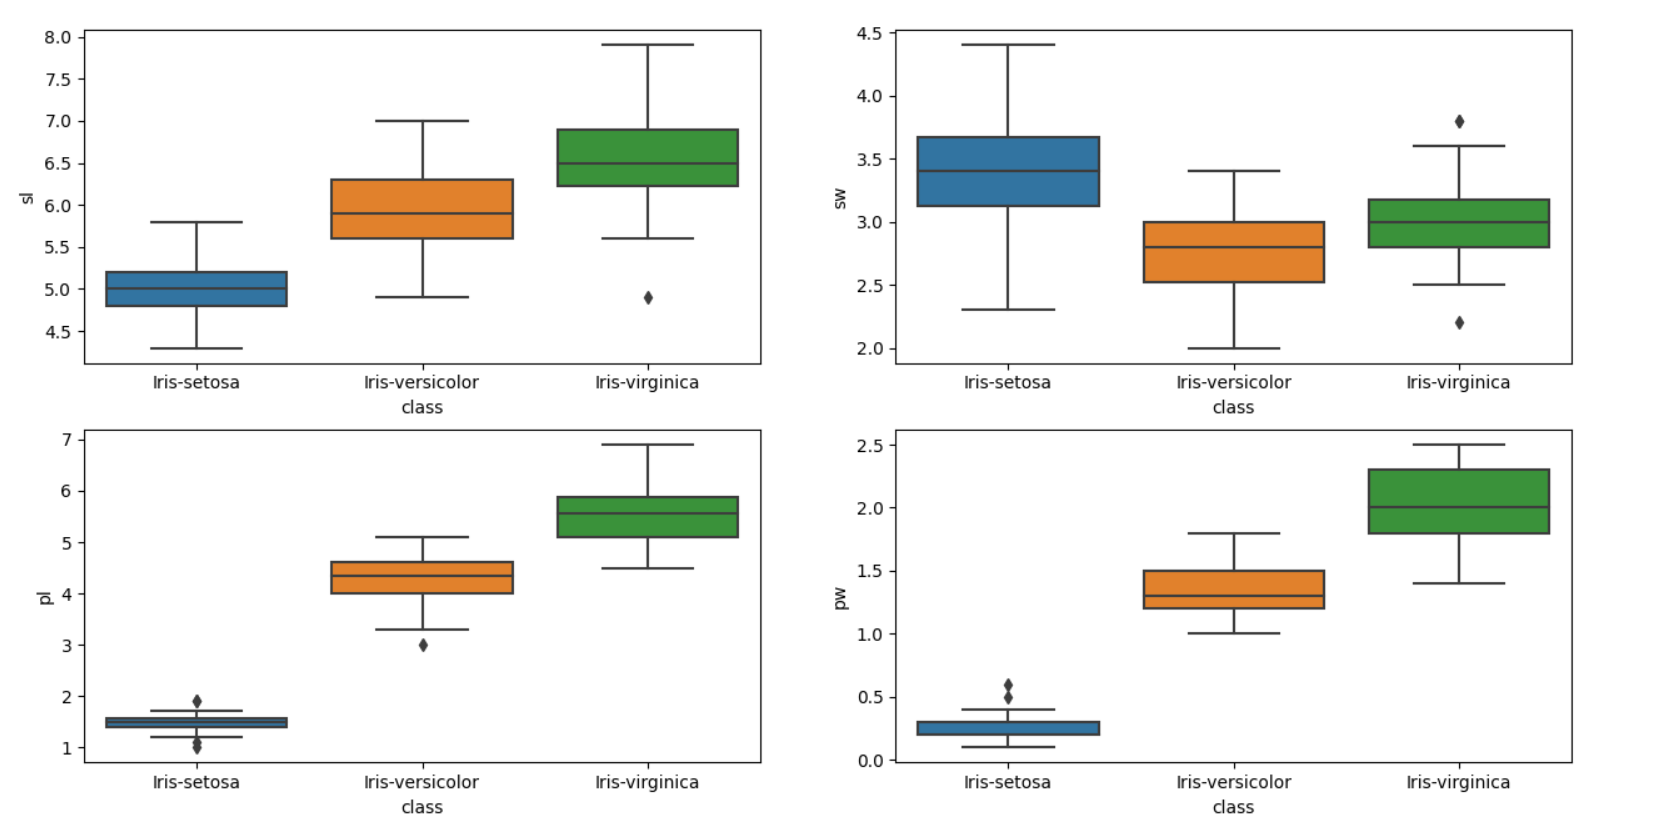 sl
8.0
7.5
7.0
6.5
6.0
5.5
5.0
4.5
Iris-setosa Iris-versicolor Iris-virginica
class
sw
4.5
4.0
3.5
3.0
2.5
2.0
Iris-setosa Iris-versicolor Iris-virginica
class
pl
7
6
5
4
3
2
1
Iris-setosa Iris-versicolor Iris-virginica
class
pw
2.5
2.0
1.5
1.0
0.5
0.0
Iris-setosa Iris-versicolor Iris-virginica
class